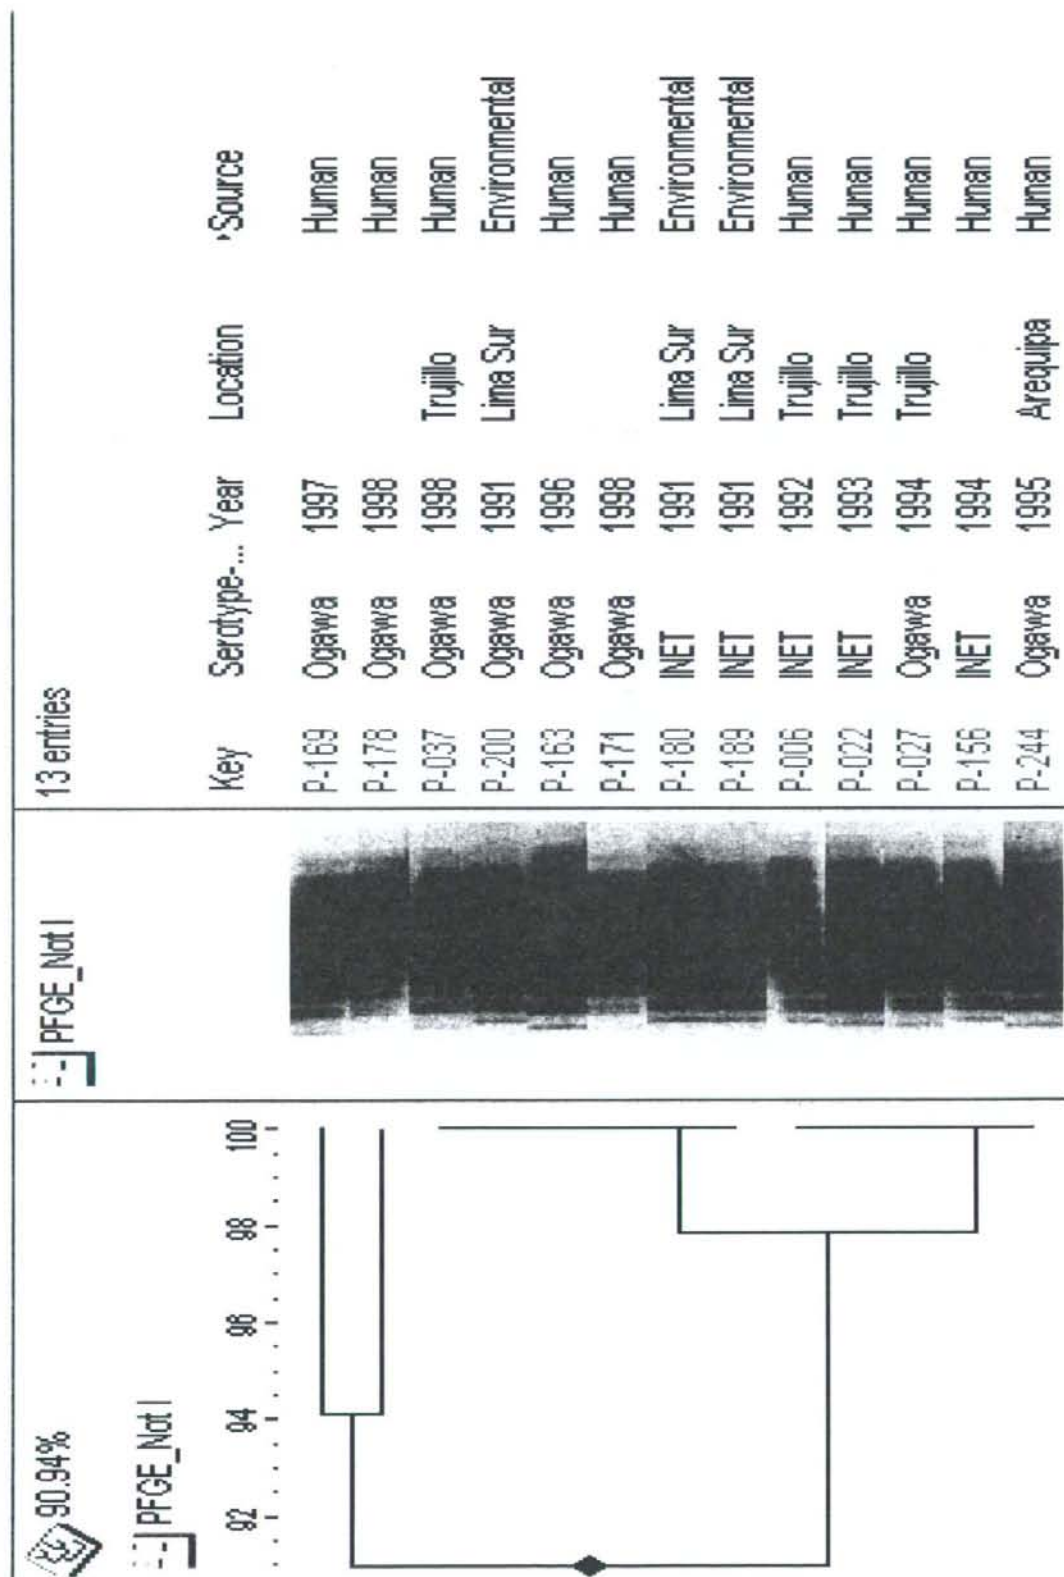 90.94%
PFGE_Not I
PFGE_Not I
13 entries
92 94 96 98 100
Key Serotype-... Year Location Source
P-169 Ogawa 1997 Human
P-178 Ogawa 1998 Human
P-037 Ogawa 1998 Trujillo Human
P-200 Ogawa 1991 Lima Sur Environmental
P-163 Ogawa 1996 Human
P-171 Ogawa 1998 Human
P-180 INET 1991 Lima Sur Environmental
P-189 INET 1991 Lima Sur Environmental
P-006 INET 1992 Trujillo Human
P-022 INET 1993 Trujillo Human
P-027 Ogawa 1994 Trujillo Human
P-156 INET 1994 Human
P-244 Ogawa 1995 Arequipa Human